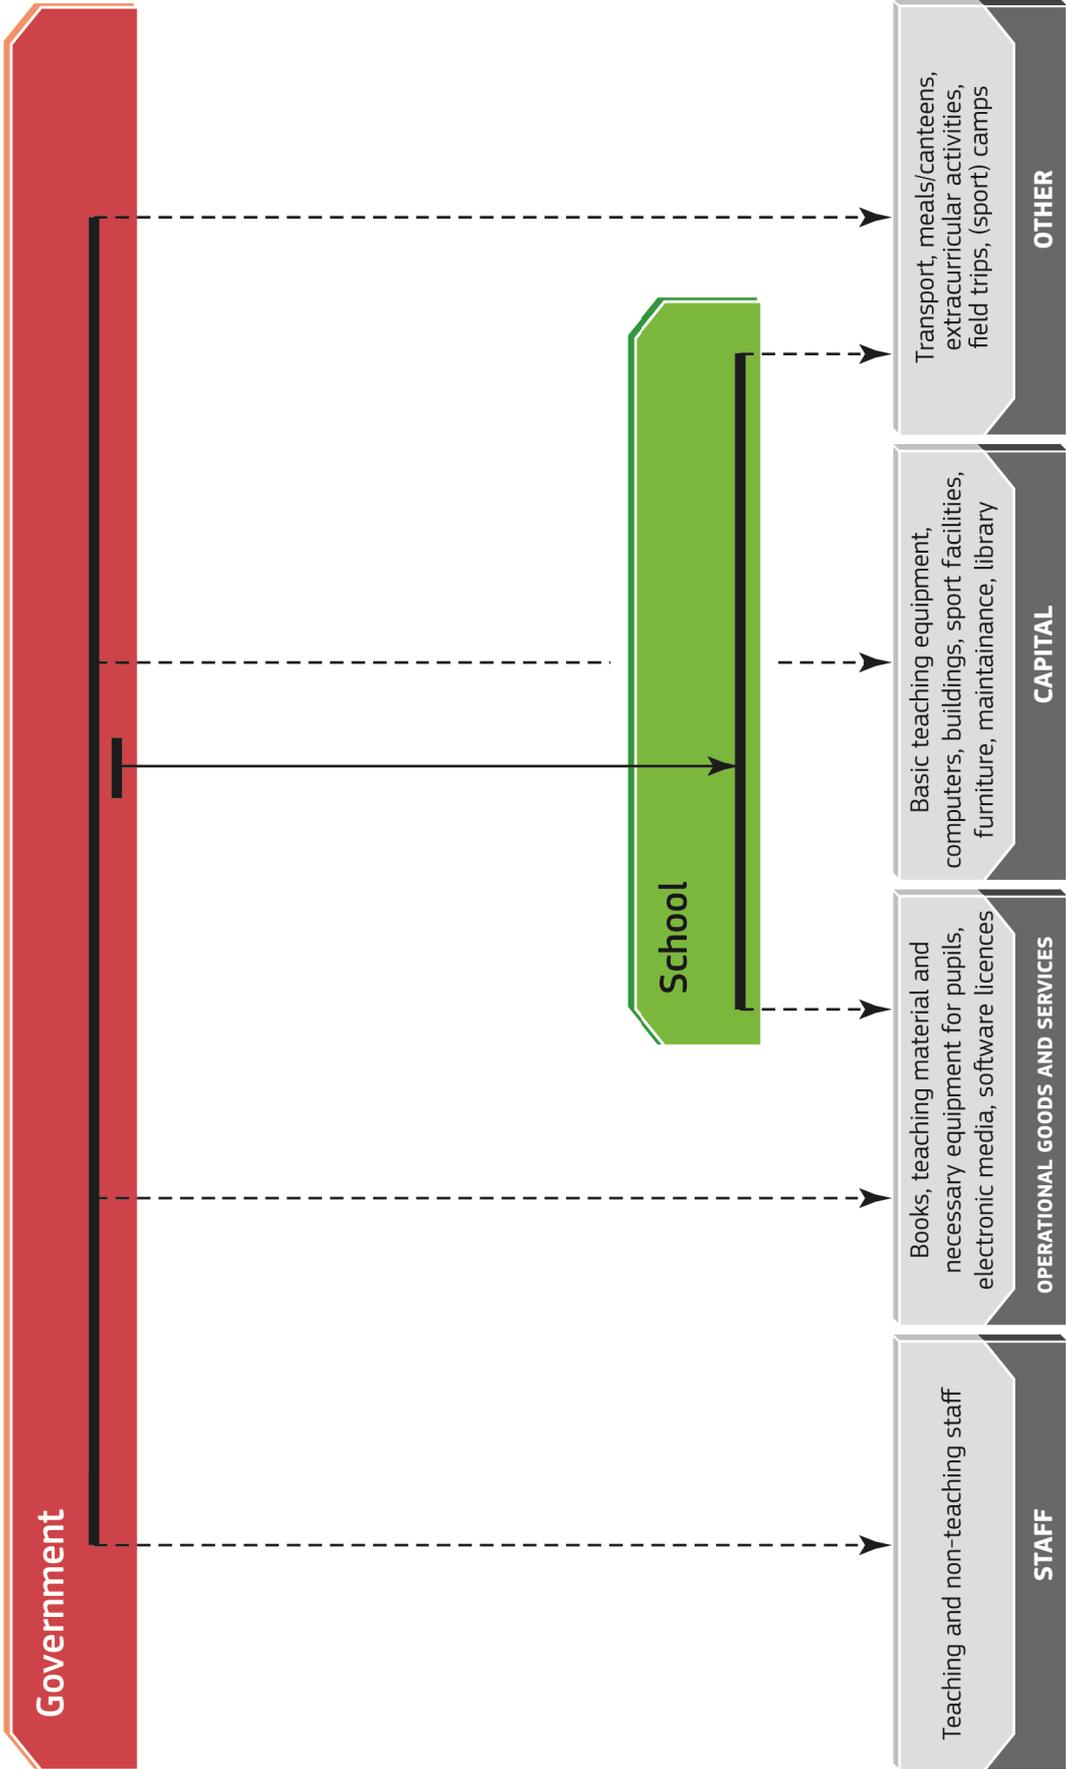 Government
School
Teaching and non-teaching staff
STAFF
Books, teaching material and
necessary equipment for pupils,
electronic media, software licences
OPERATIONAL GOODS AND SERVICES
Basic teaching equipment,
computers, buildings, sport facilities,
furniture, maintainance, library
CAPITAL
Transport, meals/canteens,
extracurricular activities,
field trips, (sport) camps
OTHER